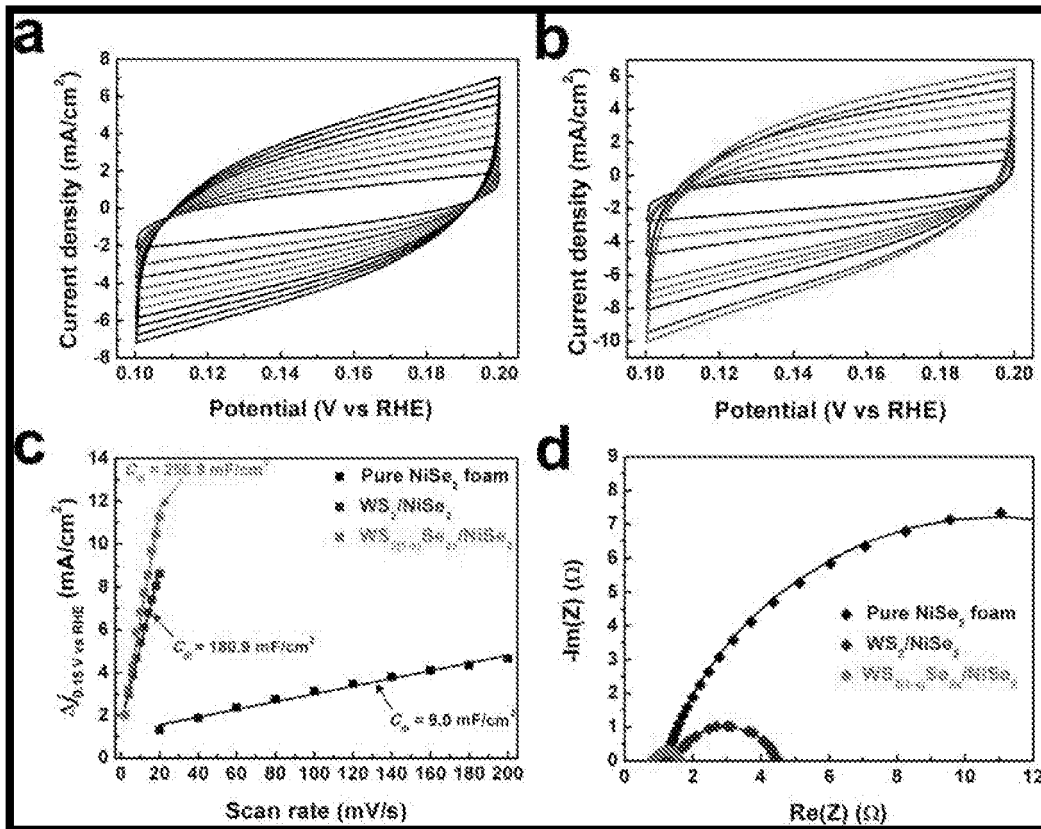 a
8
6
4
2
0
-2
-4
-6
-8
0.10 0.12 0.14 0.16 0.18 0.20
Current density (mA/cm²)
Potential (V vs RHE)
b
6
4
2
0
-2
-4
-6
-8
-10
0.10 0.12 0.14 0.16 0.18 0.20
Current density (mA/cm²)
Potential (V vs RHE)
c
14
12
10
8
6
4
2
0
0 20 40 60 80 100 120 140 160 180 200
Δj0.15 V vs RHE (mA/cm²)
Scan rate (mV/s)
Pure NiSe₂ foam
WS₂/NiSe₂
= 9.0 mF/cm²
d
9
8
7
6
5
4
3
2
1
0
0 2 4 6 8 10 12
-Im(Z) (Ω)
Re(Z) (Ω)
Pure NiSe₂ foam
WS₂/NiSe₂